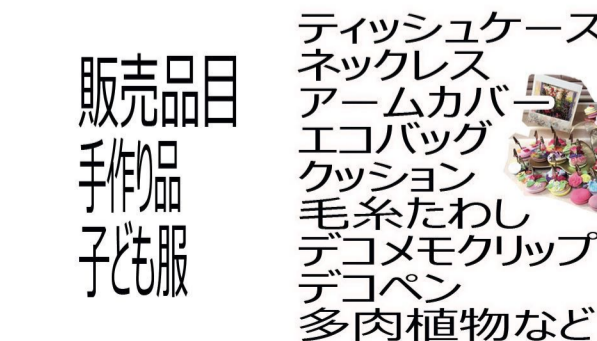 販売品目
手作り品
子ども服
ティッシュケース
ネックレス
アームカバー
エコバッグ
クッション
毛糸たわし
デコメモクリップ
デコペン
多肉植物など